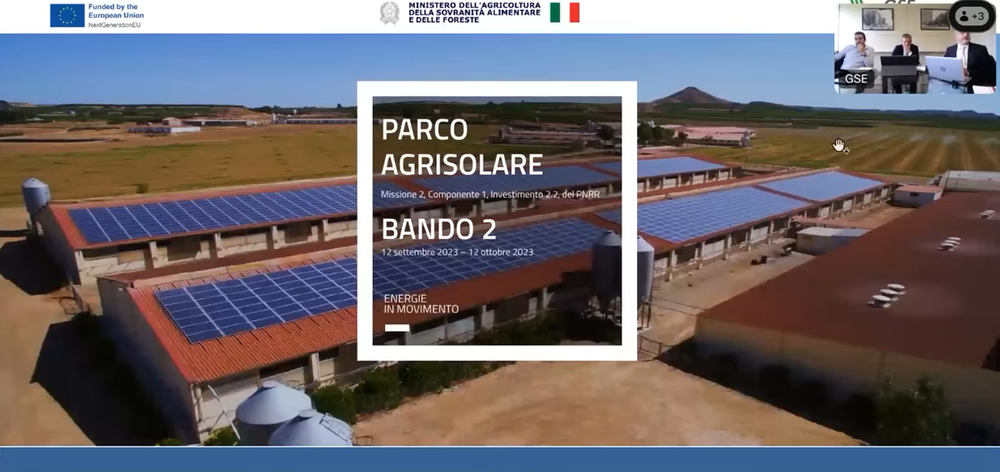 Funded by the
European Union
NextGenerationEU
MINISTERO DELL'AGRICOLTURA
DELLA SOVRANITÀ ALIMENTARE
E DELLE FORESTE
+3
GSE
PARCO
AGRISOLARE
Missione 2, Componente 1, Investimento 2.2, del PNRR
BANDO 2
12 settembre 2023 – 12 ottobre 2023
ENERGIE
IN MOVIMENTO